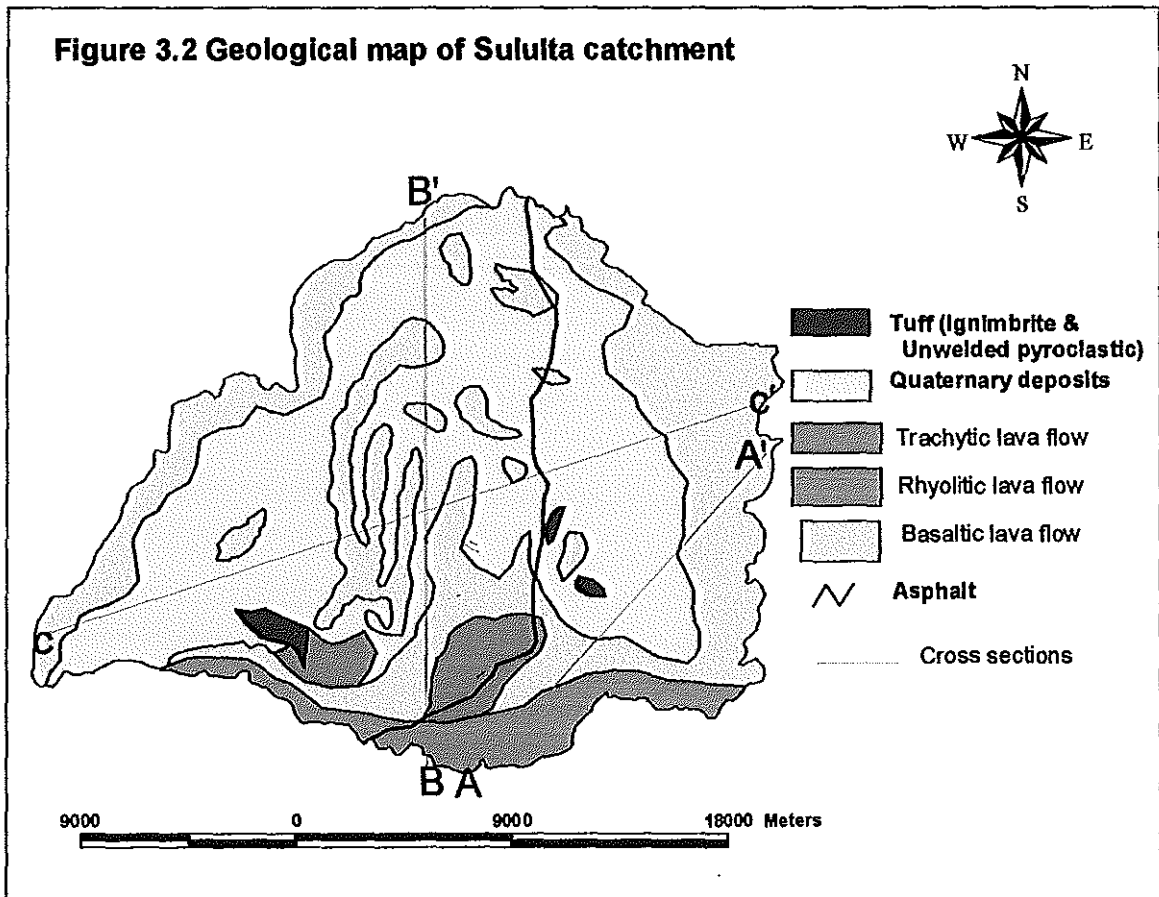 Figure 3.2 Geological map of Sululta catchment
N
W E
S
B'
Tuff (Ignimbrite &
Unwelded pyroclastic)
Quaternary deposits
C'
Trachytic lava flow
A'
Rhyolitic lava flow
Basaltic lava flow
Asphalt
C
Cross sections
B A
9000 0 9000 18000 Meters